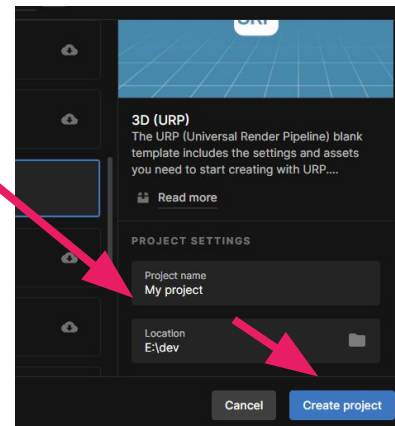 URP
3D (URP)
The URP (Universal Render Pipeline) blank
template includes the settings and assets
you need to start creating with URP....
Read more
PROJECT SETTINGS
Project name
My project
Location
E:\dev
Cancel
Create project